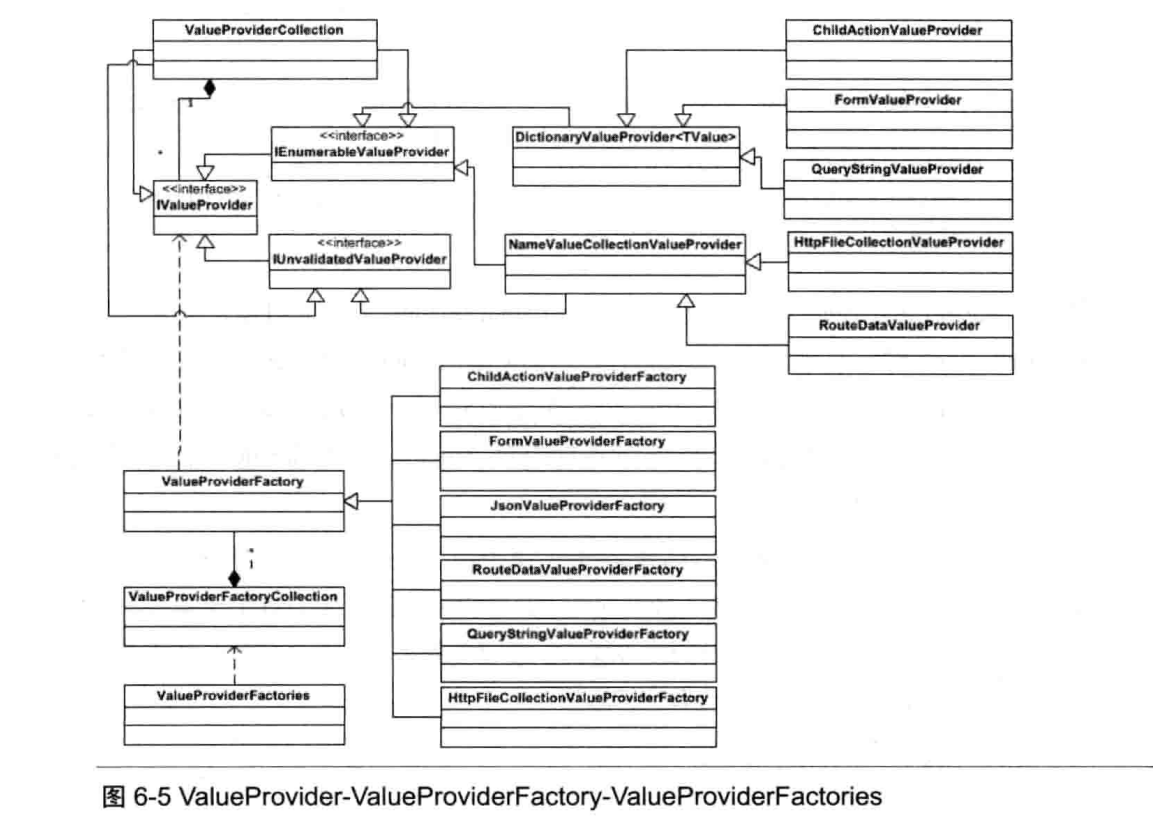 ValueProviderCollection
ChildActionValueProvider
FormValueProvider
1
<<interface>>
IEnumerableValueProvider
DictionaryValueProvider<TValue>
*
QueryStringValueProvider
<<interface>>
IValueProvider
<<interface>>
IUnvalidatedValueProvider
NameValueCollectionValueProvider
HttpFileCollectionValueProvider
RouteDataValueProvider
ChildActionValueProviderFactory
FormValueProviderFactory
ValueProviderFactory
JsonValueProviderFactory
*
1
RouteDataValueProviderFactory
ValueProviderFactoryCollection
QueryStringValueProviderFactory
ValueProviderFactories
HttpFileCollectionValueProviderFactory
图 6-5 ValueProvider-ValueProviderFactory-ValueProviderFactories